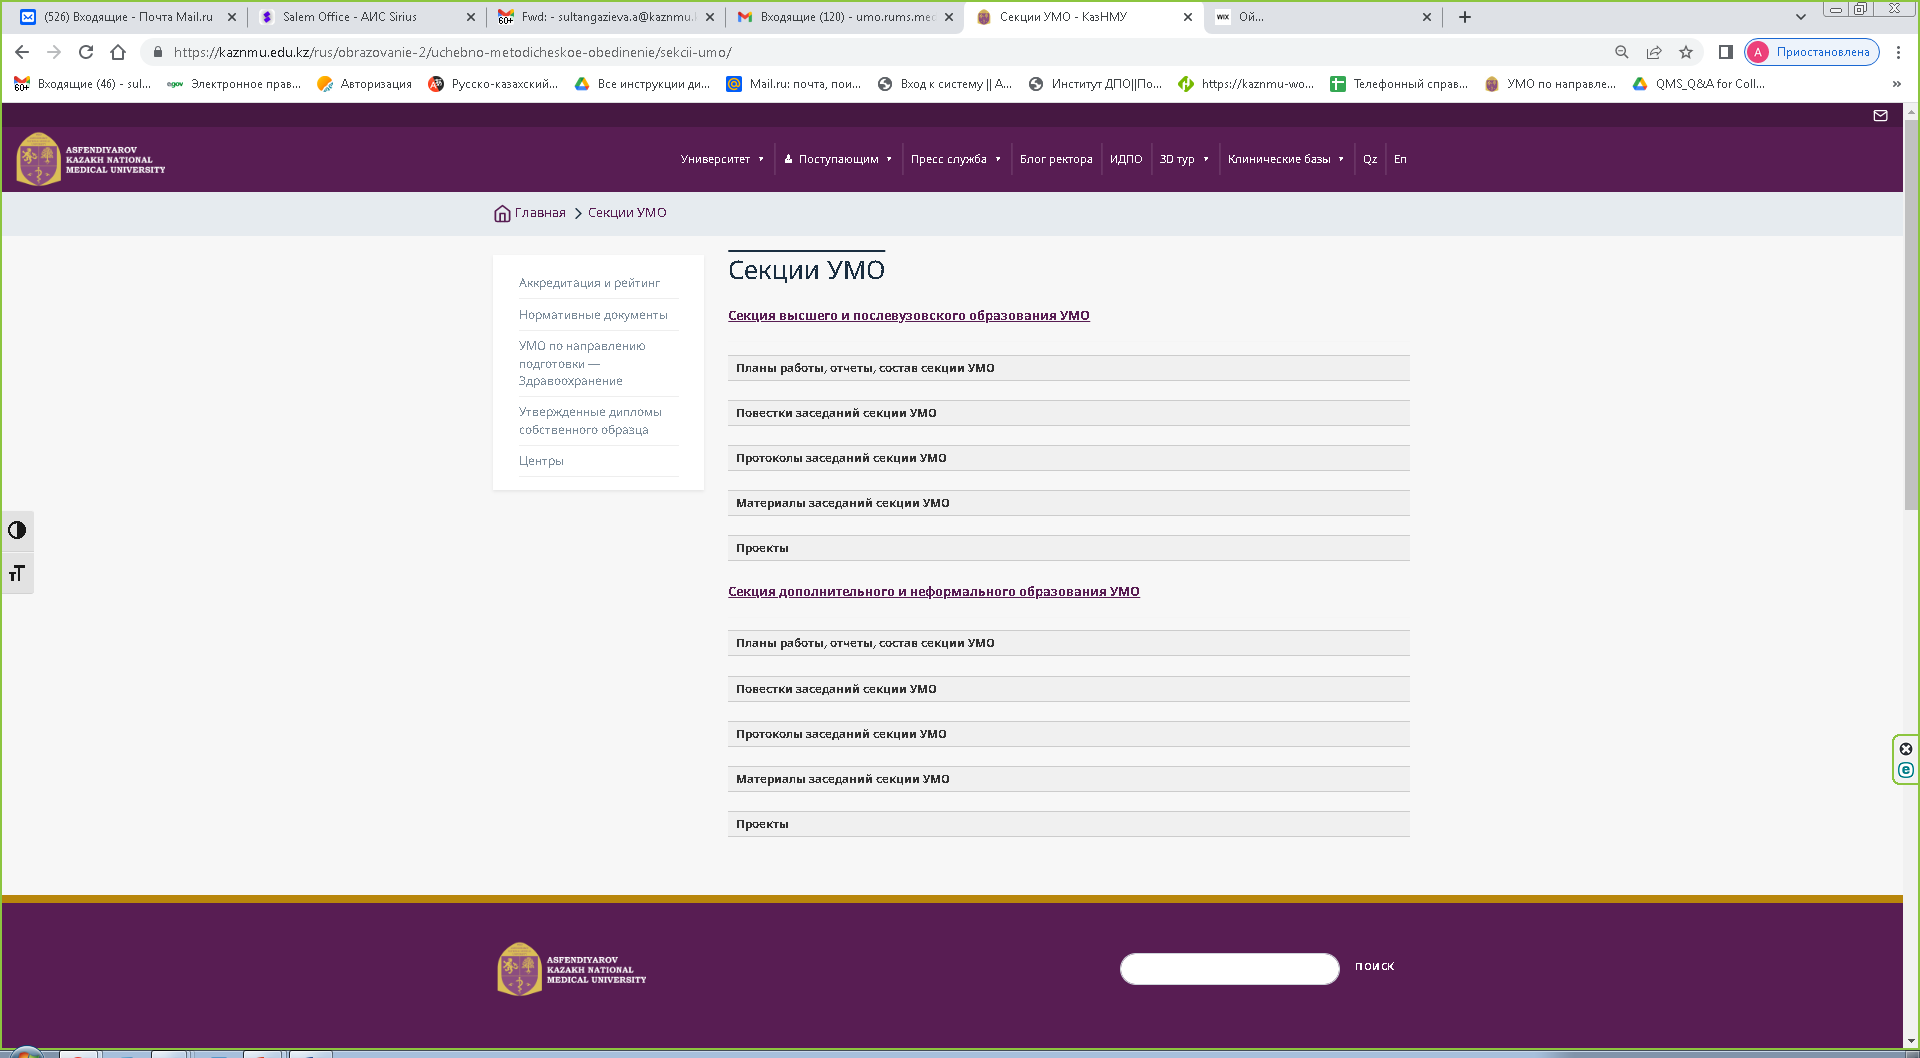 (526) Входящие - Почта Mail.ru
Salem Office - АИС Sirius
Fwd: - sultangazieva.a@kaznmu.
Входящие (120) - umo.rums.med
Секции УМО - КазНМУ
Ой...
https://kaznmu.edu.kz/rus/obrazovanie-2/uchebno-metodicheskoe-obedinenie/sekcii-umo/
A Приостановлена
Входящие (46) - sul...
Электронное прав...
Авторизация
Русско-казахский...
Все инструкции ди...
Mail.ru: почта, пои...
Вход к систему || А...
Институт ДПО||По...
https://kaznmu-wo...
Телефонный спра...
УМО по направле...
QMS_Q&A for Coll...
ASFENDIYAROV
KAZAKH NATIONAL
MEDICAL UNIVERSITY
Университет
Поступающим
Пресс служба
Блог ректора
ИДПО
3D тур
Клинические базы
Qz
En
Главная
Секции УМО
Аккредитация и рейтинг
Нормативные документы
УМО по направлению
подготовки —
Здравоохранение
Утвержденные дипломы
собственного образца
Центры
Секции УМО
Секция высшего и послевузовского образования УМО
Планы работы, отчеты, состав секции УМО
Повестки заседаний секции УМО
Протоколы заседаний секции УМО
Материалы заседаний секции УМО
Проекты
Секция дополнительного и неформального образования УМО
Планы работы, отчеты, состав секции УМО
Повестки заседаний секции УМО
Протоколы заседаний секции УМО
Материалы заседаний секции УМО
Проекты
ASFENDIYAROV
KAZAKH NATIONAL
MEDICAL UNIVERSITY
ПОИСК